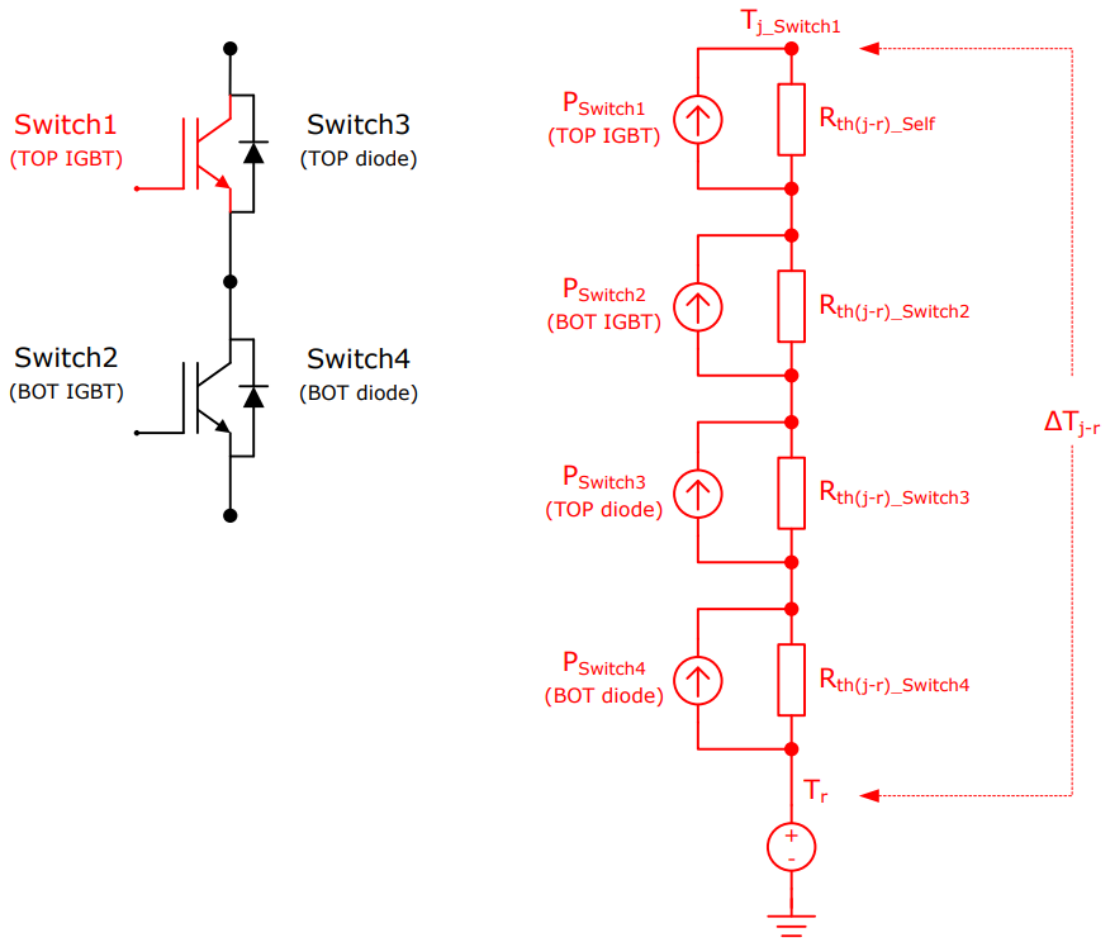 Switch1
(TOP IGBT)
Switch3
(TOP diode)
Switch2
(BOT IGBT)
Switch4
(BOT diode)
Tj_Switch1
PSwitch1
(TOP IGBT)
Rth(j-r)_Self
PSwitch2
(BOT IGBT)
Rth(j-r)_Switch2
PSwitch3
(TOP diode)
Rth(j-r)_Switch3
PSwitch4
(BOT diode)
Rth(j-r)_Switch4
ΔTj-r
Tr
+
-